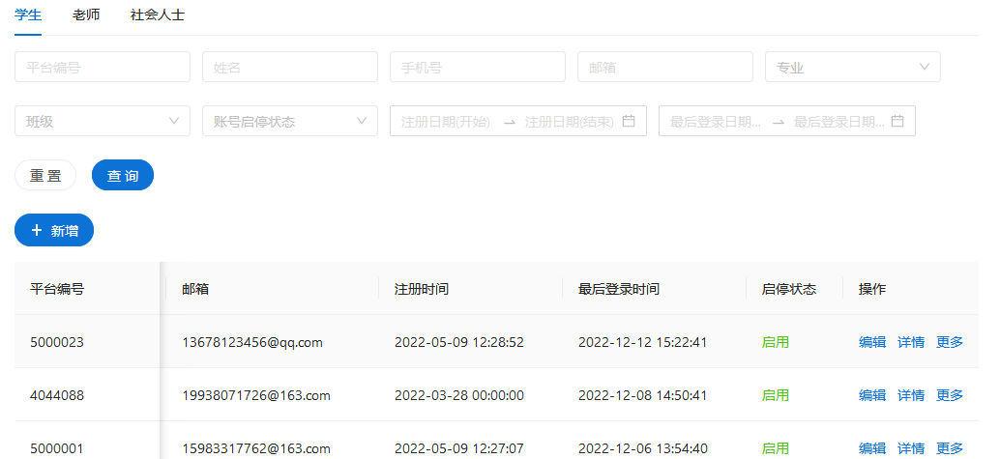 学生 老师 社会人士
平台编号 姓名 手机号 邮箱 专业
班级 账号启停状态 注册日期(开始) 注册日期(结束) 最后登录日期... 最后登录日期...
重置 查询
+ 新增
平台编号 邮箱 注册时间 最后登录时间 启停状态 操作
5000023 13678123456@qq.com 2022-05-09 12:28:52 2022-12-12 15:22:41 启用 编辑 详情 更多
4044088 19938071726@163.com 2022-03-28 00:00:00 2022-12-08 14:50:41 启用 编辑 详情 更多
5000001 15983317762@163.com 2022-05-09 12:27:07 2022-12-06 13:54:40 启用 编辑 详情 更多